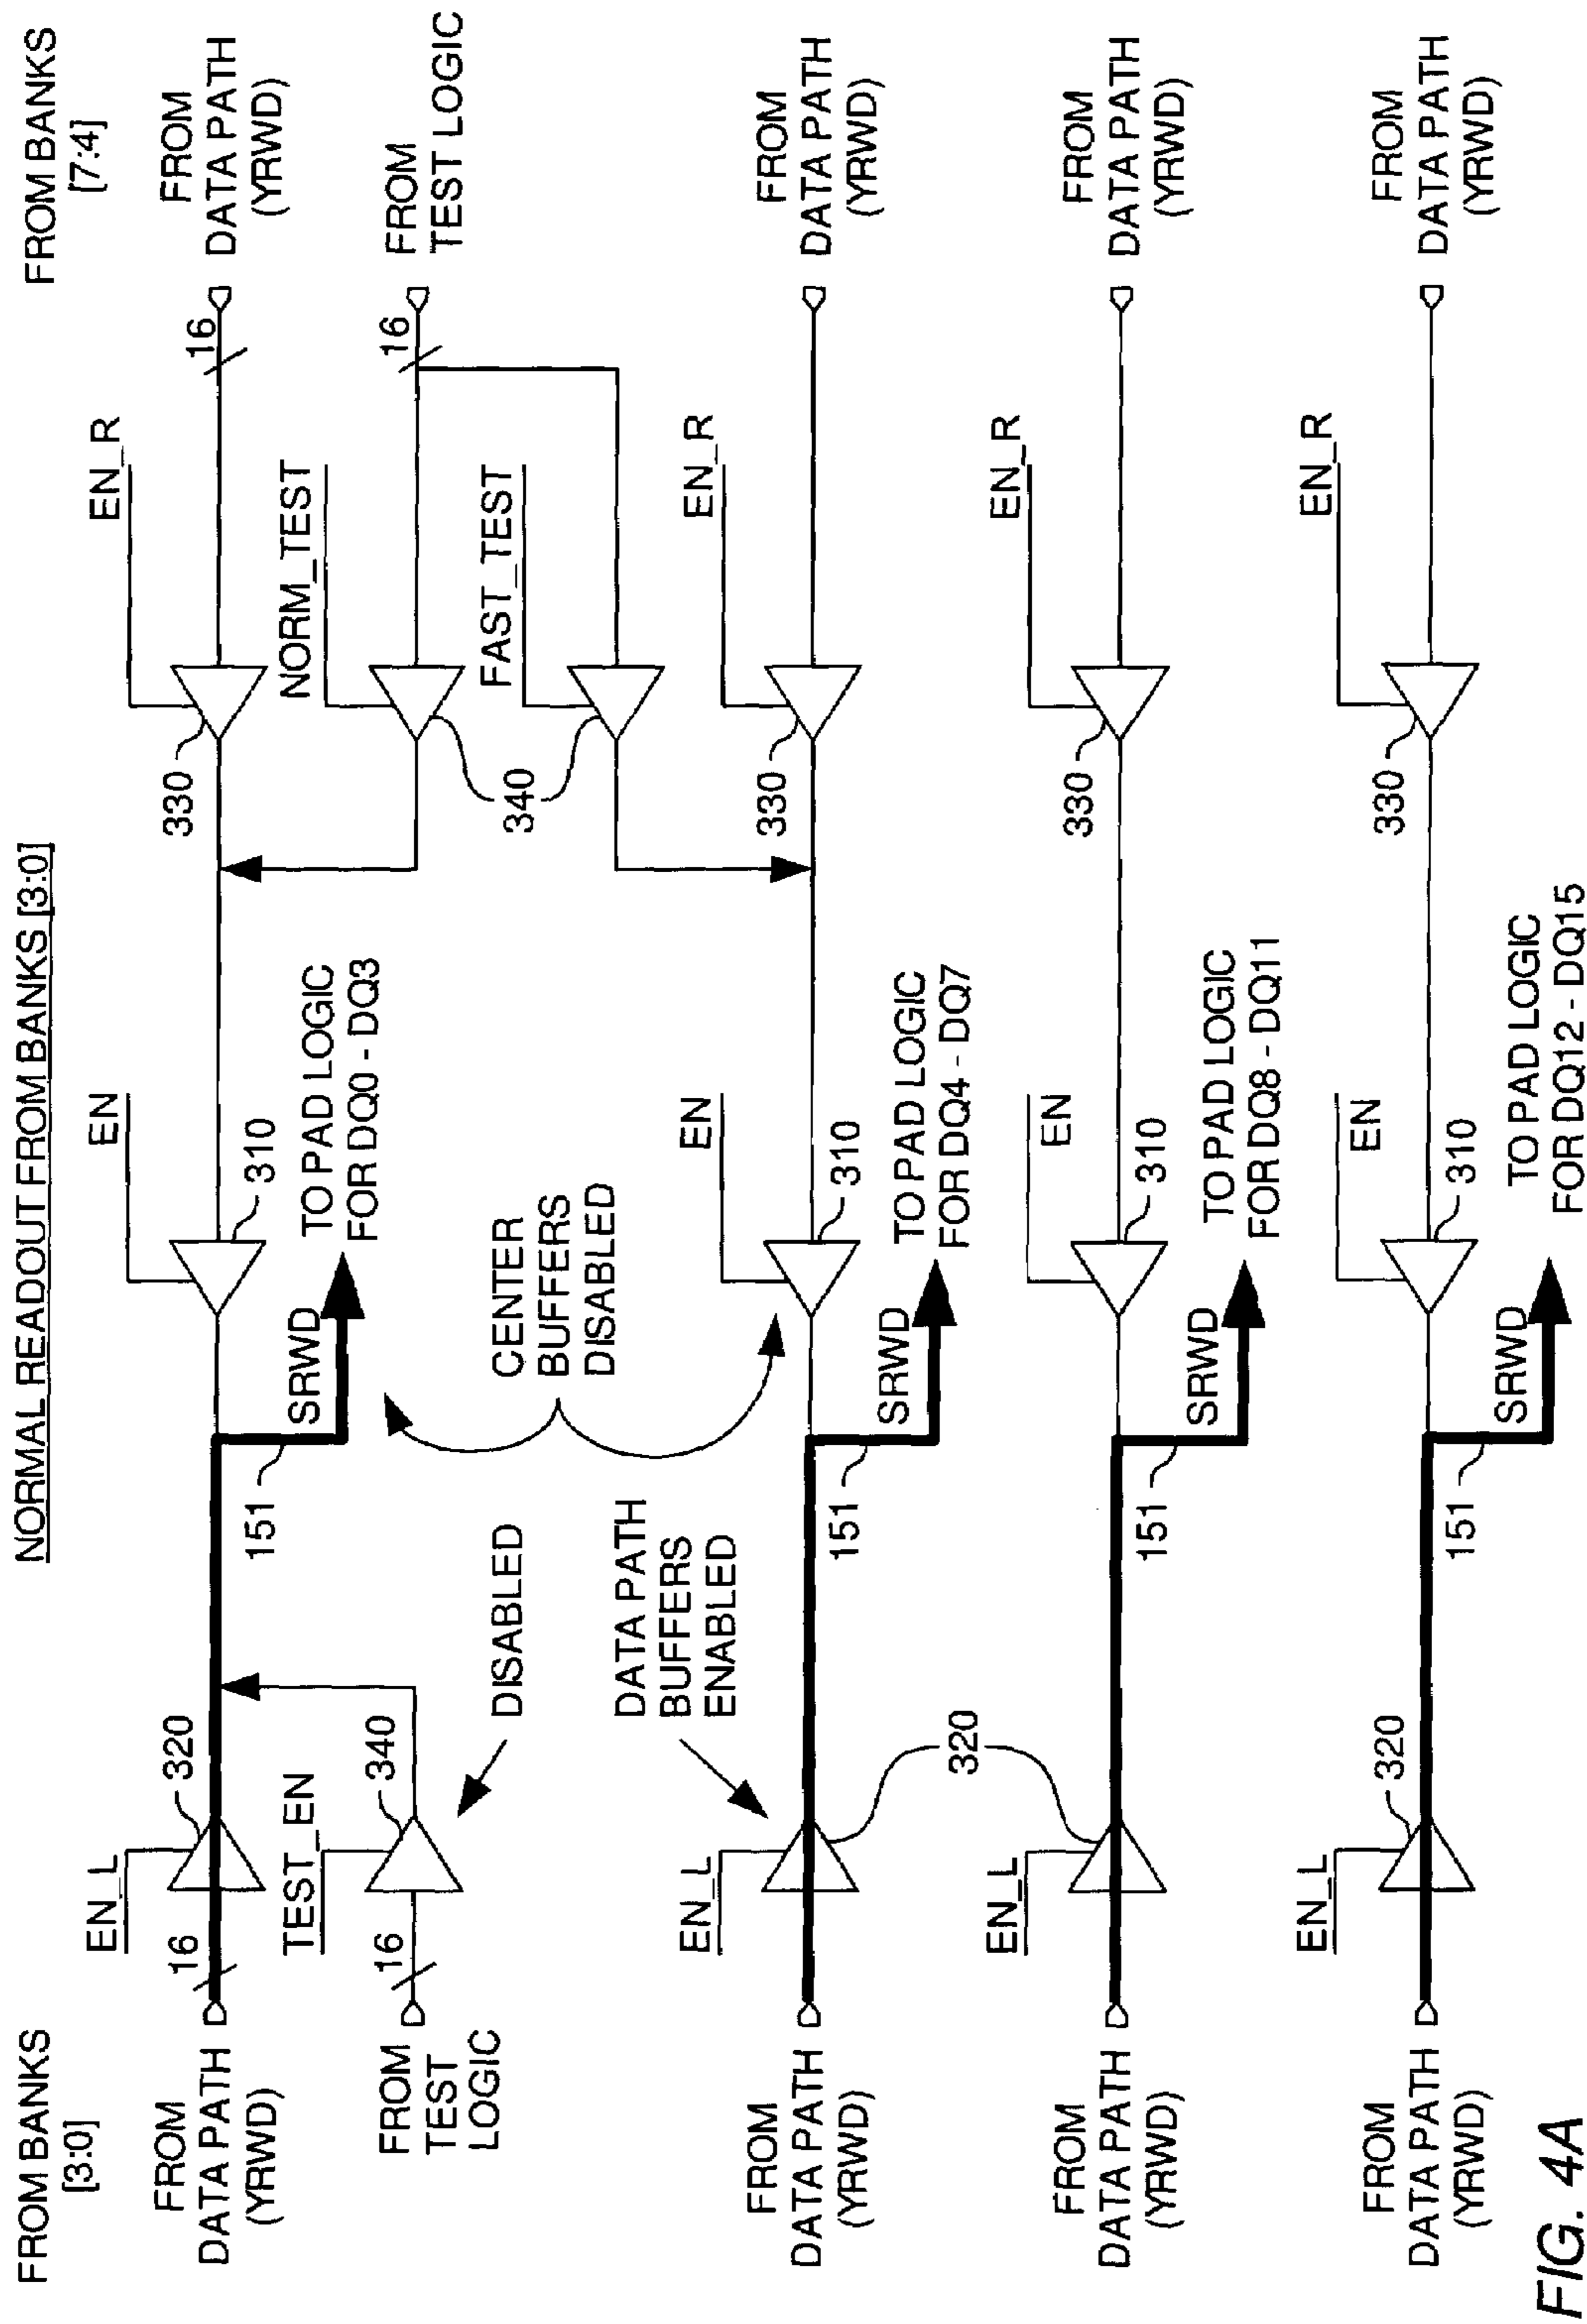 NORMAL READOUT FROM BANKS [3:0]
FROM BANKS
[3:0]
FROM BANKS
[7:4]
FROM
DATA PATH
(YRWD)
16
EN_L
320
151
SRWD
TO PAD LOGIC
FOR DQ0 - DQ3
EN
310
330
EN_R
16
FROM
DATA PATH
(YRWD)
FROM
TEST
LOGIC
16
TEST_EN
340
DISABLED
CENTER
BUFFERS
DISABLED
NORM_TEST
340
FAST_TEST
16
FROM
TEST LOGIC
DATA PATH
BUFFERS
ENABLED
FROM
DATA PATH
(YRWD)
EN_L
320
151
SRWD
TO PAD LOGIC
FOR DQ4 - DQ7
EN
310
330
EN_R
FROM
DATA PATH
(YRWD)
FROM
DATA PATH
(YRWD)
EN_L
151
SRWD
TO PAD LOGIC
FOR DQ8 - DQ11
EN
310
330
EN_R
FROM
DATA PATH
(YRWD)
FROM
DATA PATH
(YRWD)
EN_L
320
151
SRWD
TO PAD LOGIC
FOR DQ12 - DQ15
EN
310
330
EN_R
FROM
DATA PATH
(YRWD)
FIG. 4A